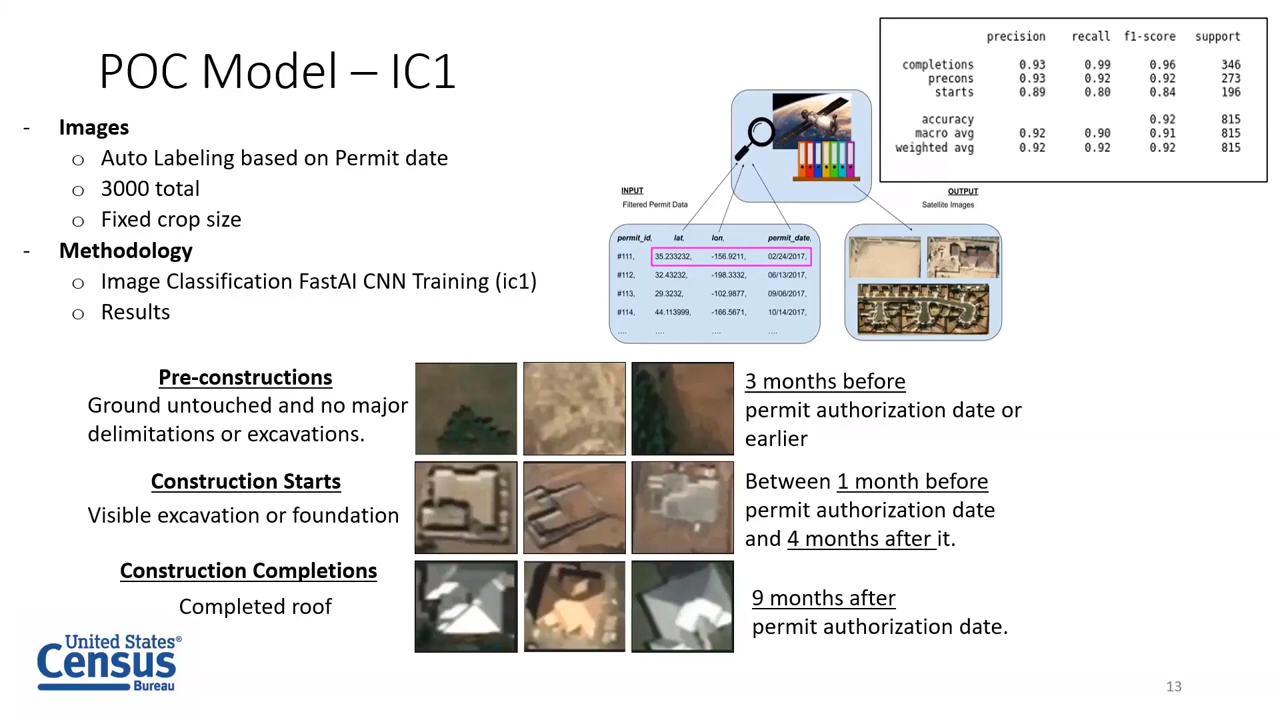 POC Model – IC1
- Images
o Auto Labeling based on Permit date
o 3000 total
o Fixed crop size
- Methodology
o Image Classification FastAI CNN Training (ic1)
o Results
precision recall f1-score support
completions 0.93 0.99 0.96 346
precons 0.93 0.92 0.92 273
starts 0.89 0.80 0.84 196
accuracy 0.92 815
macro avg 0.92 0.90 0.91 815
weighted avg 0.92 0.92 0.92 815
INPUT
Filtered Permit Data
OUTPUT
Satellite Images
permit_id, lat, lon, permit_date,
#111, 35.233232, -156.9211, 02/24/2017,
#112, 32.43232, -198.3332, 06/13/2017,
#113, 29.3232, -102.9877, 09/06/2017,
#114, 44.113999, -166.5671, 10/14/2017,
.... .... .... ....
Pre-constructions
Ground untouched and no major
delimitations or excavations.
3 months before
permit authorization date or
earlier
Construction Starts
Visible excavation or foundation
Between 1 month before
permit authorization date
and 4 months after it.
Construction Completions
Completed roof
9 months after
permit authorization date.
United States®
Census
Bureau
13